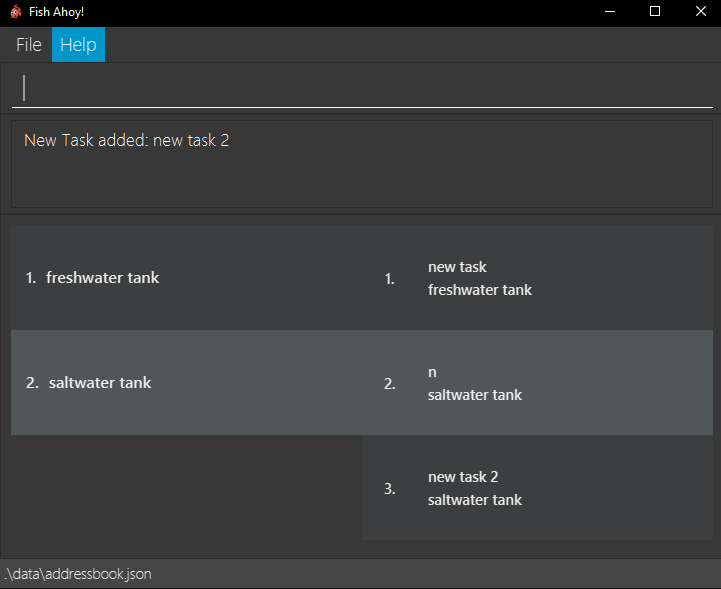 Fish Ahoy!
File Help
New Task added: new task 2
1. freshwater tank
2. saltwater tank
1. new task
freshwater tank
2. n
saltwater tank
3. new task 2
saltwater tank
.\data\addressbook.json